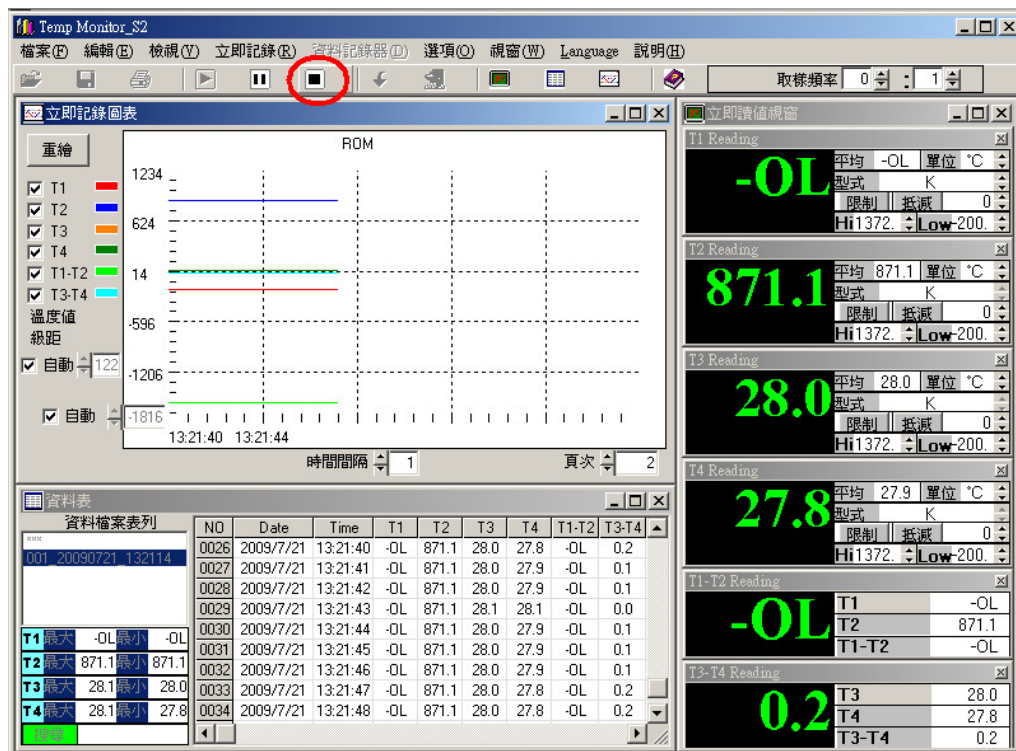 Temp Monitor_S2
檔案(F) 編輯(E) 檢視(V) 立即記錄(R) 資料記錄器(D) 選項(O) 視窗(W) Language 說明(H)
取樣頻率 0 : 1
立即記錄圖表
重繪
ROM
T1
T2
T3
T4
T1-T2
T3-T4
溫度值
級距
自動 122
自動
1234
624
14
-596
-1206
-1816
13:21:40 13:21:44
時間間隔 1 頁次 2
資料表
資料檔案表列
***
001_20090721_132114
T1 最大 -OL 最小 -OL
T2 最大 871.1 最小 871.1
T3 最大 28.1 最小 28.0
T4 最大 28.1 最小 27.8
搜尋
NO Date Time T1 T2 T3 T4 T1-T2 T3-T4
0026 2009/7/21 13:21:40 -OL 871.1 28.0 27.8 -OL 0.2
0027 2009/7/21 13:21:41 -OL 871.1 28.0 27.9 -OL 0.1
0028 2009/7/21 13:21:42 -OL 871.1 28.0 27.9 -OL 0.1
0029 2009/7/21 13:21:43 -OL 871.1 28.1 28.1 -OL 0.0
0030 2009/7/21 13:21:44 -OL 871.1 28.0 27.9 -OL 0.1
0031 2009/7/21 13:21:45 -OL 871.1 28.0 27.9 -OL 0.1
0032 2009/7/21 13:21:46 -OL 871.1 28.0 27.9 -OL 0.1
0033 2009/7/21 13:21:47 -OL 871.1 28.0 27.8 -OL 0.2
0034 2009/7/21 13:21:48 -OL 871.1 28.0 27.8 -OL 0.2
立即讀值視窗
T1 Reading
-OL
平均 -OL 單位 °C
型式 K
限制 抵減 0
Hi 1372. Low -200.
T2 Reading
871.1
平均 871.1 單位 °C
型式 K
限制 抵減 0
Hi 1372. Low -200.
T3 Reading
28.0
平均 28.0 單位 °C
型式 K
限制 抵減 0
Hi 1372. Low -200.
T4 Reading
27.8
平均 27.9 單位 °C
型式 K
限制 抵減 0
Hi 1372. Low -200.
T1-T2 Reading
-OL
T1 -OL
T2 871.1
T1-T2 -OL
T3-T4 Reading
0.2
T3 28.0
T4 27.8
T3-T4 0.2